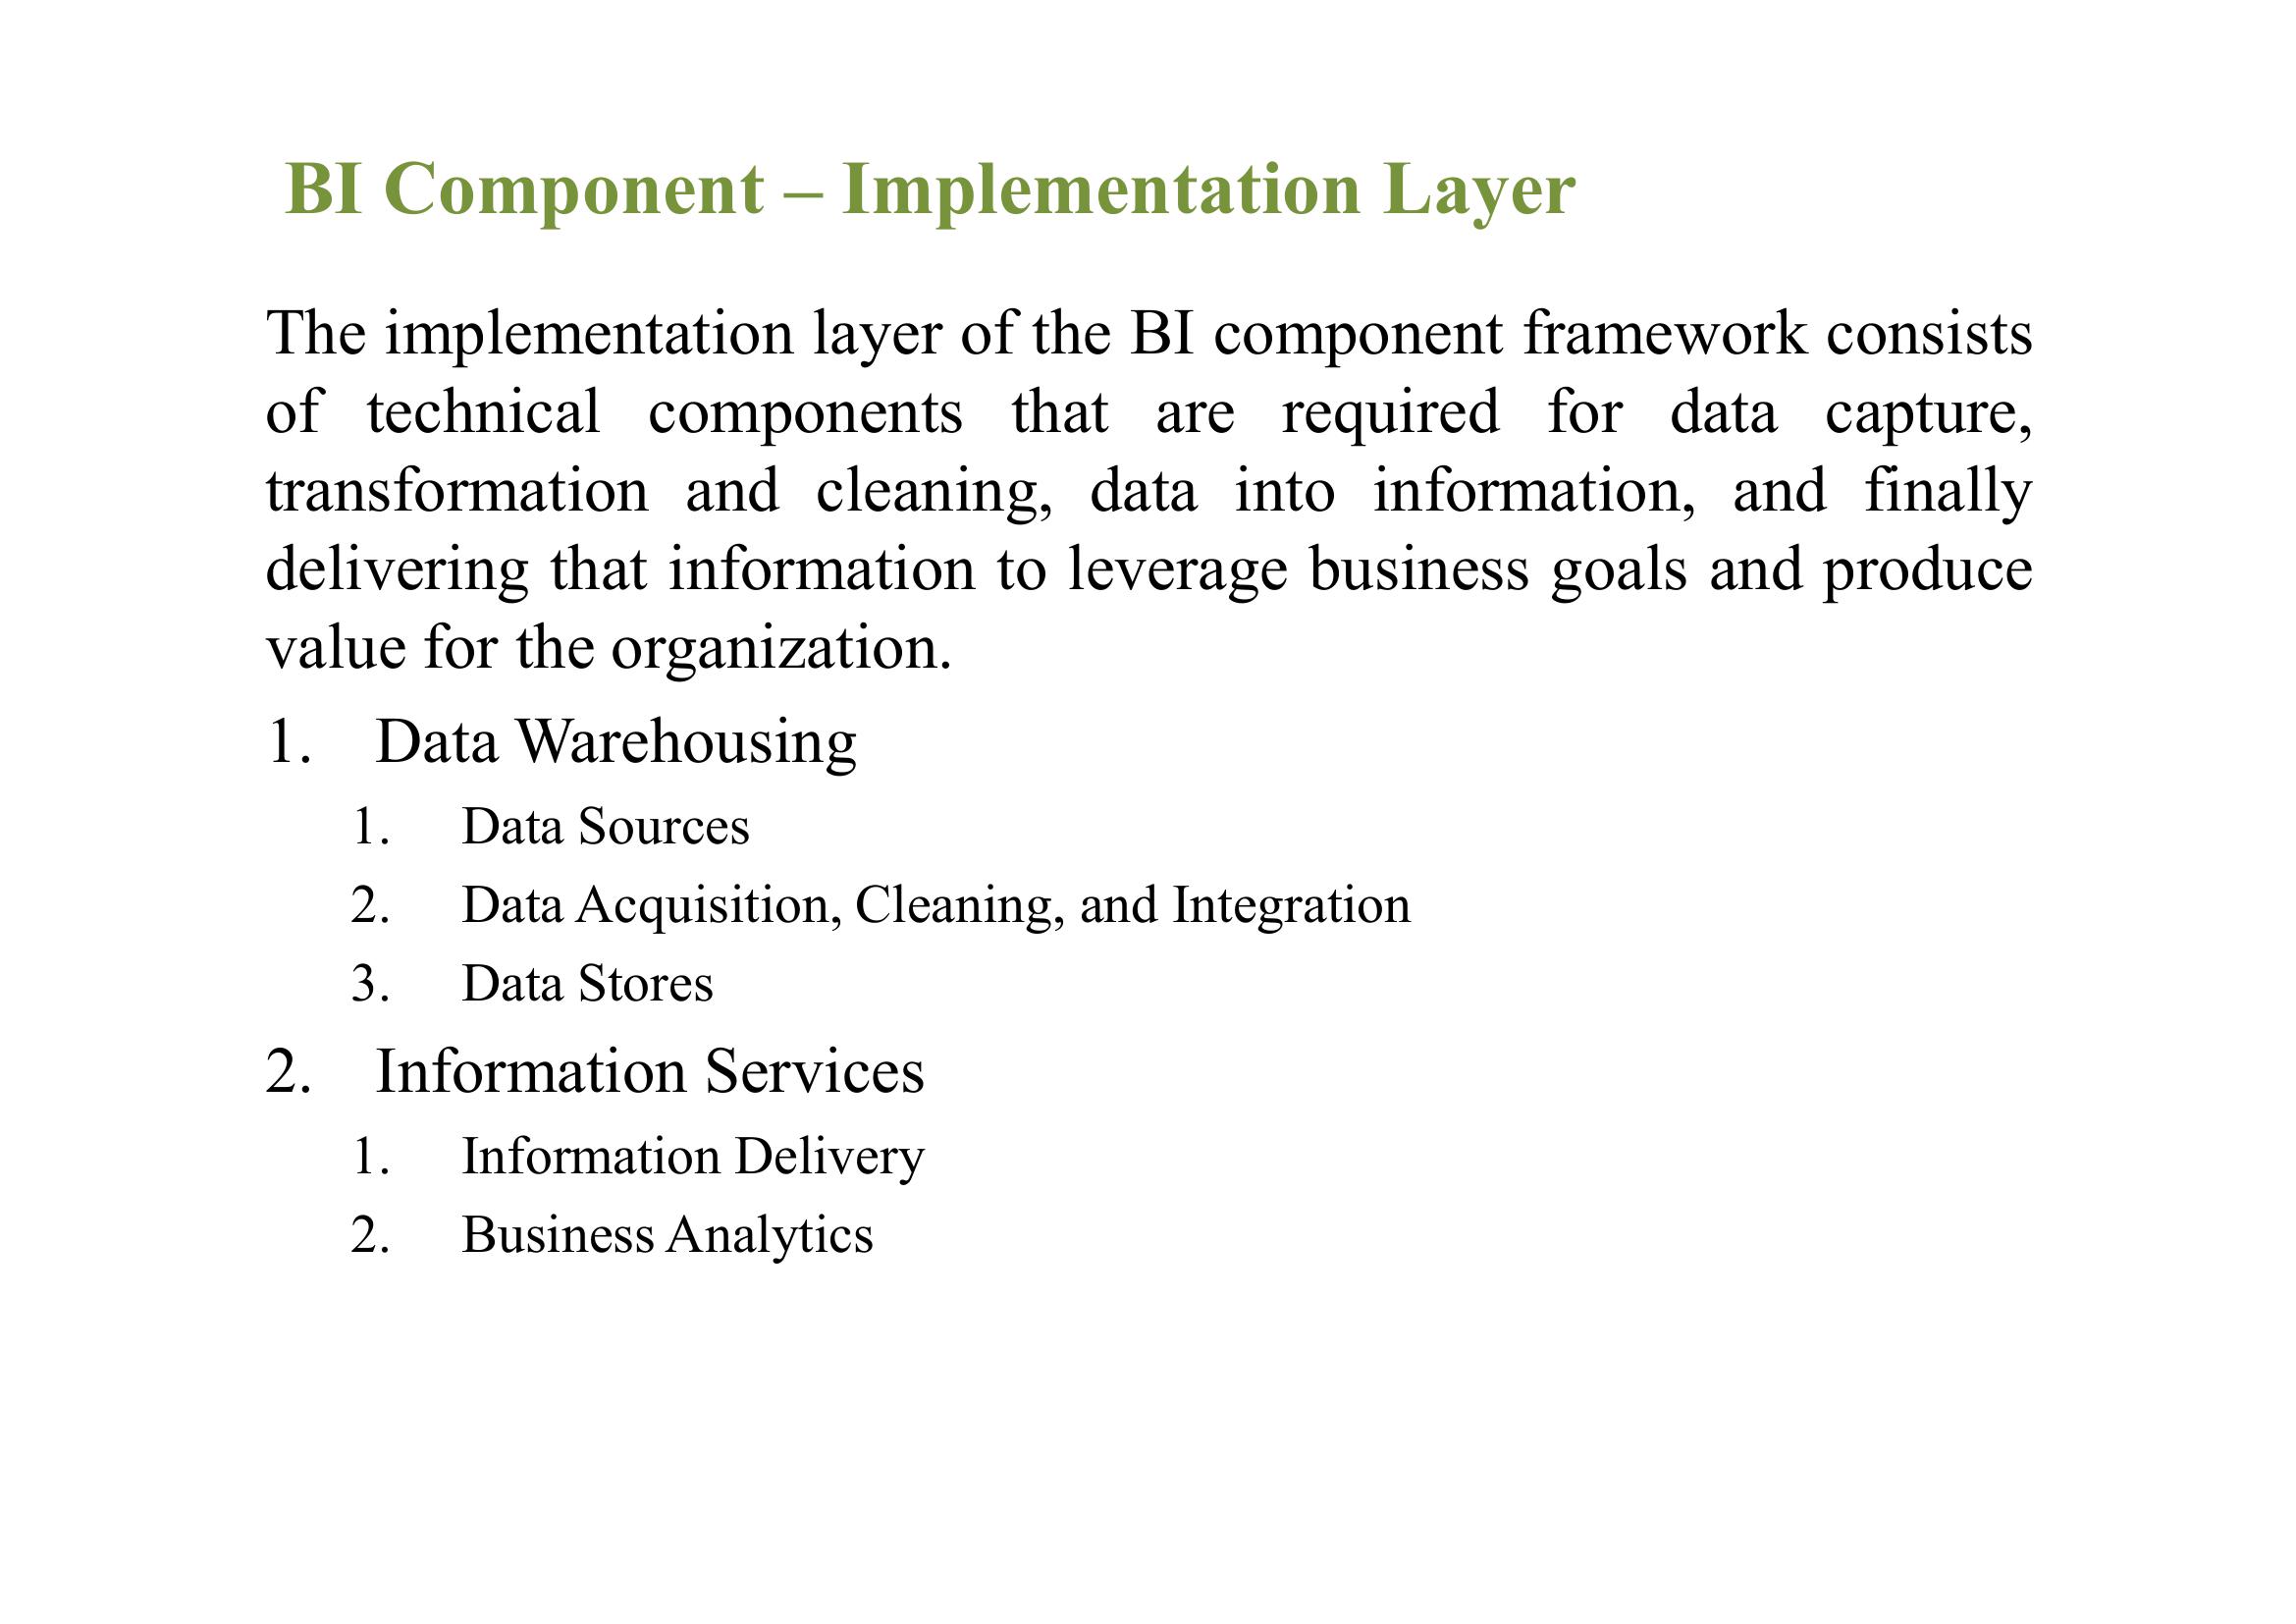 BI Component – Implementation Layer
The implementation layer of the BI component framework consists
of technical components that are required for data capture,
transformation and cleaning, data into information, and finally
delivering that information to leverage business goals and produce
value for the organization.
1. Data Warehousing
1. Data Sources
2. Data Acquisition, Cleaning, and Integration
3. Data Stores
2. Information Services
1. Information Delivery
2. Business Analytics